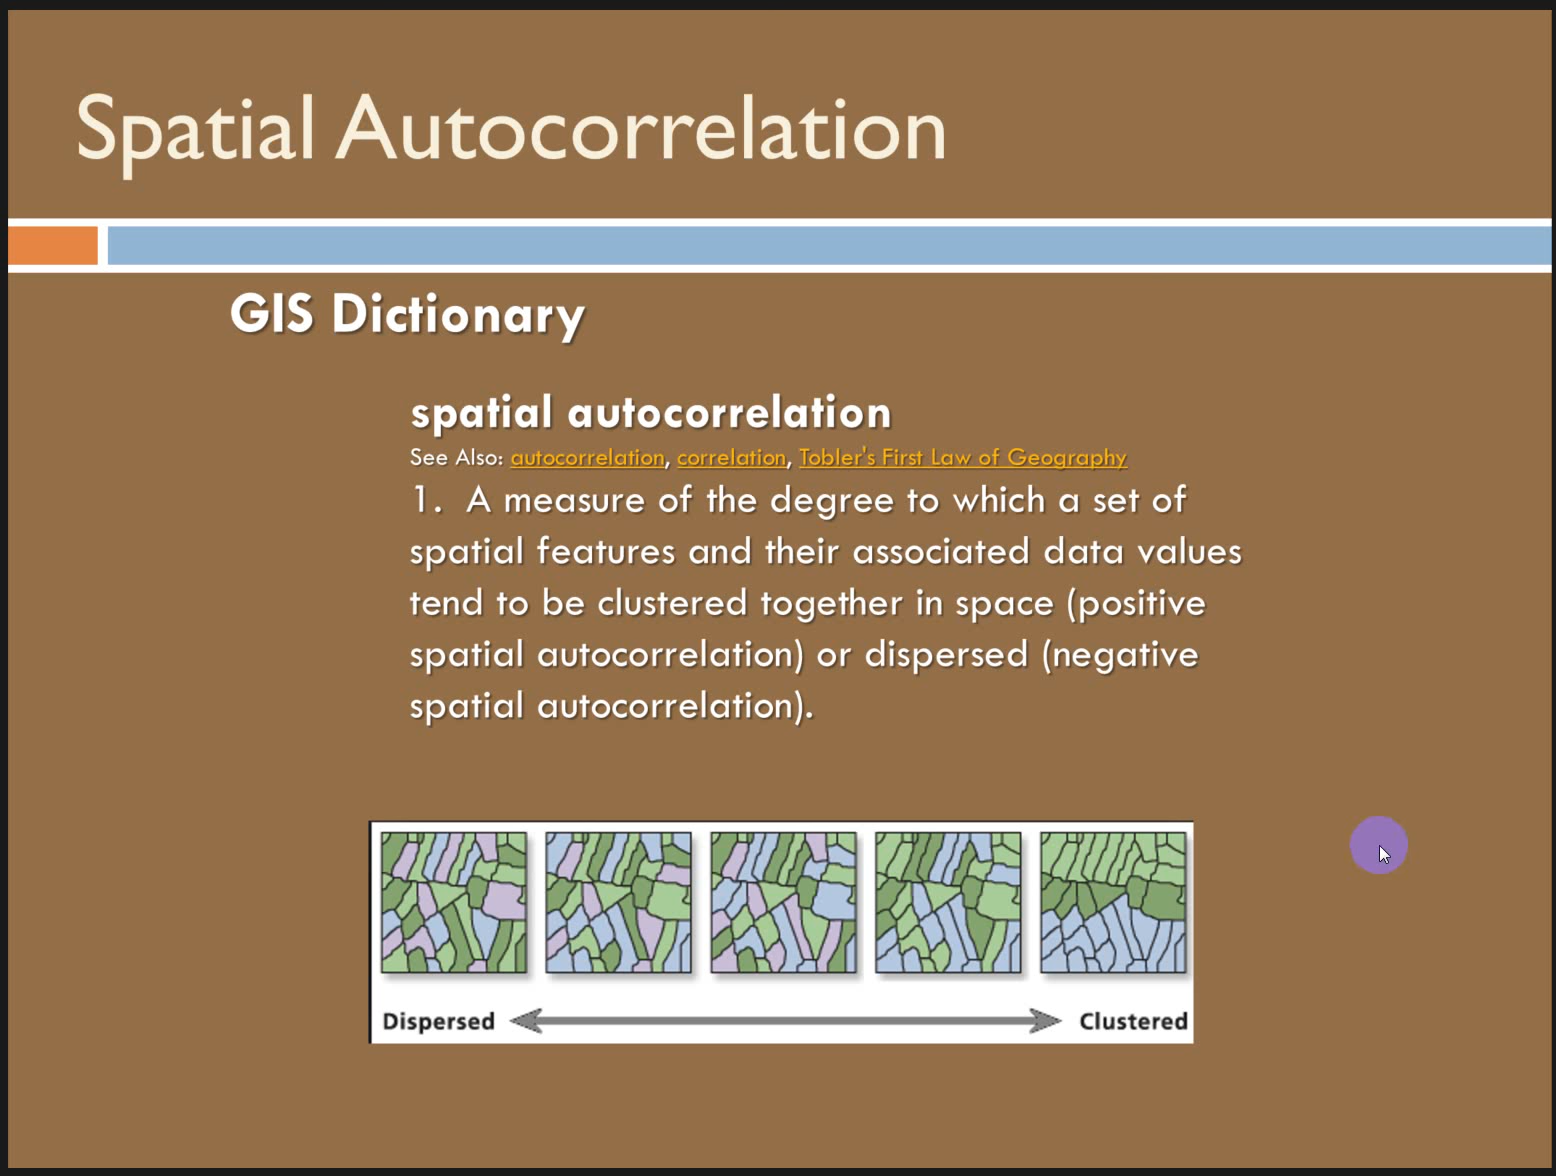 Spatial Autocorrelation
GIS Dictionary
spatial autocorrelation
See Also: autocorrelation, correlation, Tobler's First Law of Geography
1.  A measure of the degree to which a set of
spatial features and their associated data values
tend to be clustered together in space (positive
spatial autocorrelation) or dispersed (negative
spatial autocorrelation).
Dispersed
Clustered